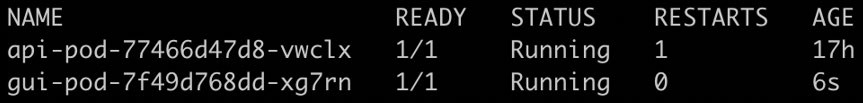 NAME READY STATUS RESTARTS AGE
api-pod-77466d47d8-vwclx 1/1 Running 1 17h
gui-pod-7f49d768dd-xg7rn 1/1 Running 0 6s